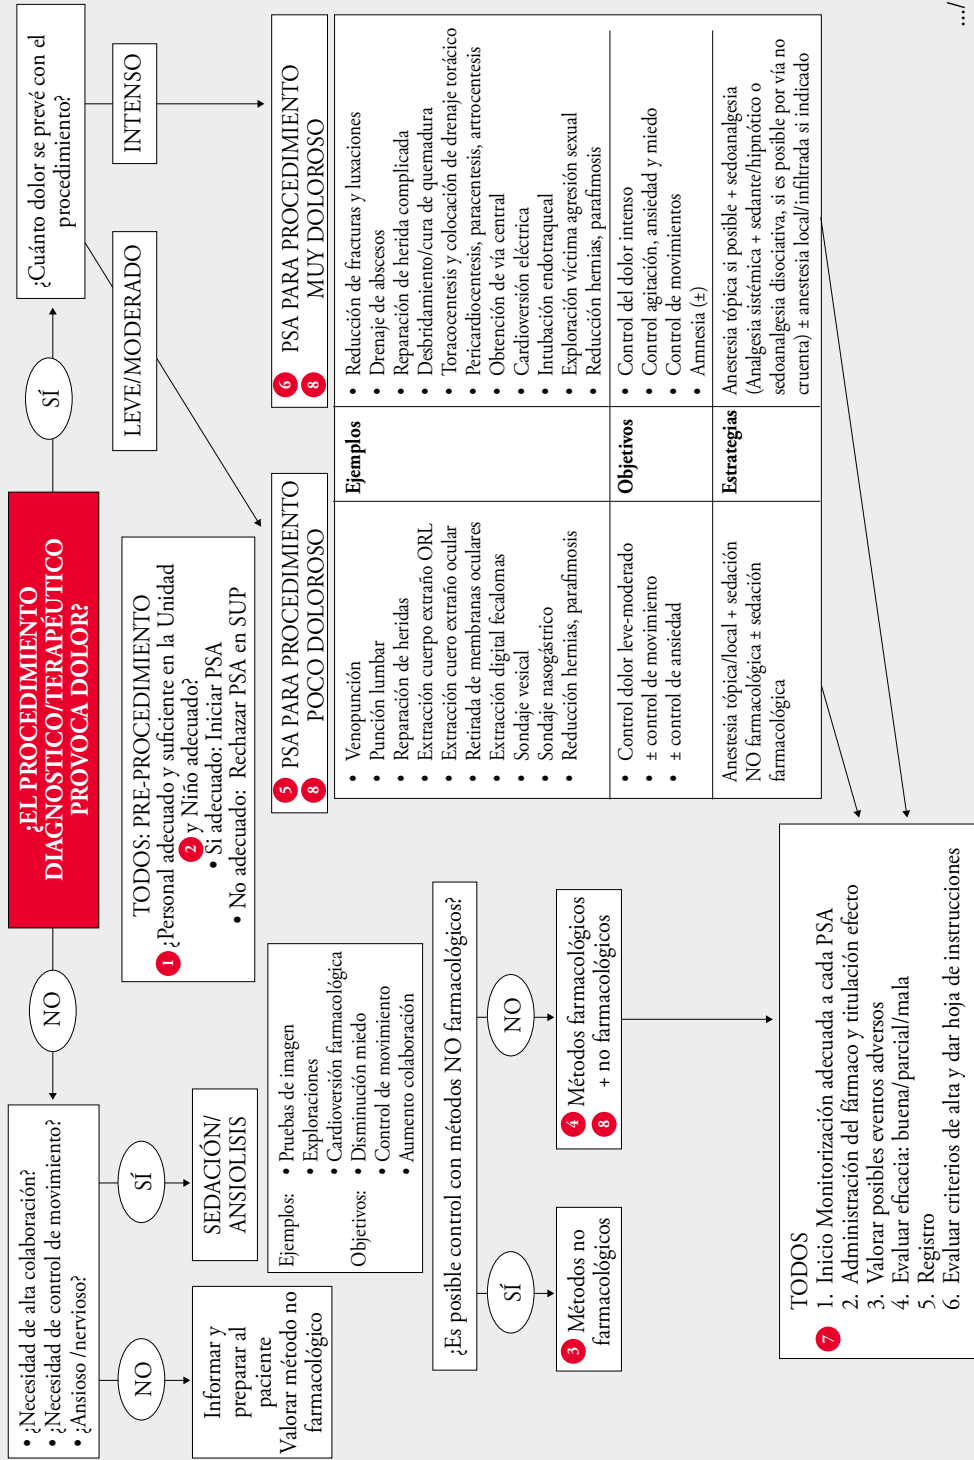 ¿EL PROCEDIMIENTO
DIAGNOSTICO/TERAPÉUTICO
PROVOCA DOLOR?
NO
SÍ
• ¿Necesidad de alta colaboración?
• ¿Necesidad de control de movimiento?
• ¿Ansioso /nervioso?
NO
SÍ
Informar y
preparar al
paciente
Valorar método no
farmacológico
SEDACIÓN/
ANSIOLISIS
Ejemplos: • Pruebas de imagen
• Exploraciones
• Cardioversión farmacológica
Objetivos: • Disminución miedo
• Control de movimiento
• Aumento colaboración
¿Es posible control con métodos NO farmacológicos?
SÍ
NO
3 Métodos no
farmacológicos
4 Métodos farmacológicos
8 + no farmacológicos
TODOS: PRE-PROCEDIMIENTO
1 ¿Personal adecuado y suficiente en la Unidad
2 y Niño adecuado?
• Si adecuado: Iniciar PSA
• No adecuado: Rechazar PSA en SUP
¿Cuánto dolor se prevé con el
procedimiento?
LEVE/MODERADO
INTENSO
5 PSA PARA PROCEDIMIENTO
8 POCO DOLOROSO
6 PSA PARA PROCEDIMIENTO
8 MUY DOLOROSO
• Venopunción
• Punción lumbar
• Reparación de heridas
• Extracción cuerpo extraño ORL
• Extracción cuero extraño ocular
• Retirada de membranas oculares
• Extracción digital fecalomas
• Sondaje vesical
• Sondaje nasogástrico
• Reducción hernias, parafimosis
Ejemplos
• Reducción de fracturas y luxaciones
• Drenaje de abscesos
• Reparación de herida complicada
• Desbridamiento/cura de quemadura
• Toracocentesis y colocación de drenaje torácico
• Pericardiocentesis, paracentesis, artrocentesis
• Obtención de vía central
• Cardioversión eléctrica
• Intubación endotraqueal
• Exploración víctima agresión sexual
• Reducción hernias, parafimosis
• Control dolor leve-moderado
• ± control de movimiento
• ± control de ansiedad
Objetivos
• Control del dolor intenso
• Control agitación, ansiedad y miedo
• Control de movimientos
• Amnesia (±)
Anestesia tópica/local + sedación
NO farmacológica ± sedación
farmacológica
Estrategias
Anestesia tópica si posible + sedoanalgesia
(Analgesia sistémica + sedante/hipnótico o
sedoanalgesia disociativa, si es posible por vía no
cruenta) ± anestesia local/infiltrada si indicado
TODOS
7 1. Inicio Monitorización adecuada a cada PSA
2. Administración del fármaco y titulación efecto
3. Valorar posibles eventos adversos
4. Evaluar eficacia: buena/parcial/mala
5. Registro
6. Evaluar criterios de alta y dar hoja de instrucciones
.../